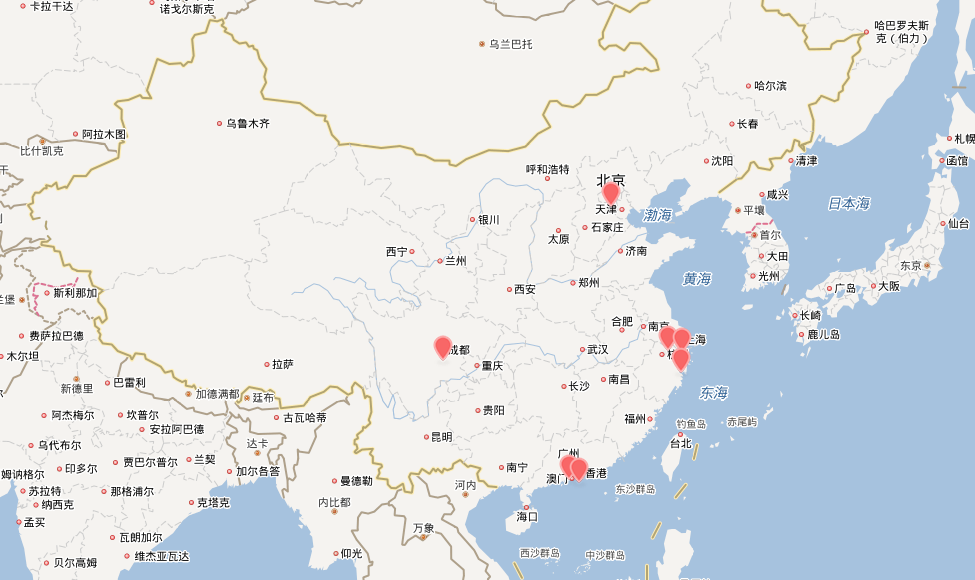 卡拉干达
诺戈尔斯克
哈巴罗夫斯
克（伯力）
乌兰巴托
哈尔滨
乌鲁木齐
长春
阿拉木图
札幌
比什凯克
沈阳
清津
函馆
呼和浩特
北京
咸兴
天津
渤海
平壤
日本海
银川
石家庄
仙台
太原
首尔
西宁
兰州
济南
大田
东京
黄海
光州
斯利那加
西安
郑州
广岛
大阪
兰堡
长崎
费萨拉巴德
合肥
南京
鹿儿岛
上海
木尔坦
成都
武汉
杭
拉萨
重庆
新德里
巴雷利
长沙
南昌
加德满都
廷布
东海
阿杰梅尔
坎普尔
古瓦哈蒂
贵阳
福州
钓鱼岛
赤尾屿
安拉阿巴德
昆明
乌代布尔
达卡
台北
广州
姆讷格尔
印多尔
贾巴尔普尔
兰契
加尔各答
南宁
澳门
香港
苏拉特
那格浦尔
曼德勒
河内
东沙群岛
纳西克
克塔克
内比都
孟买
海口
万象
瓦朗加尔
维杰亚瓦达
仰光
西沙群岛
中沙群岛
贝尔高姆